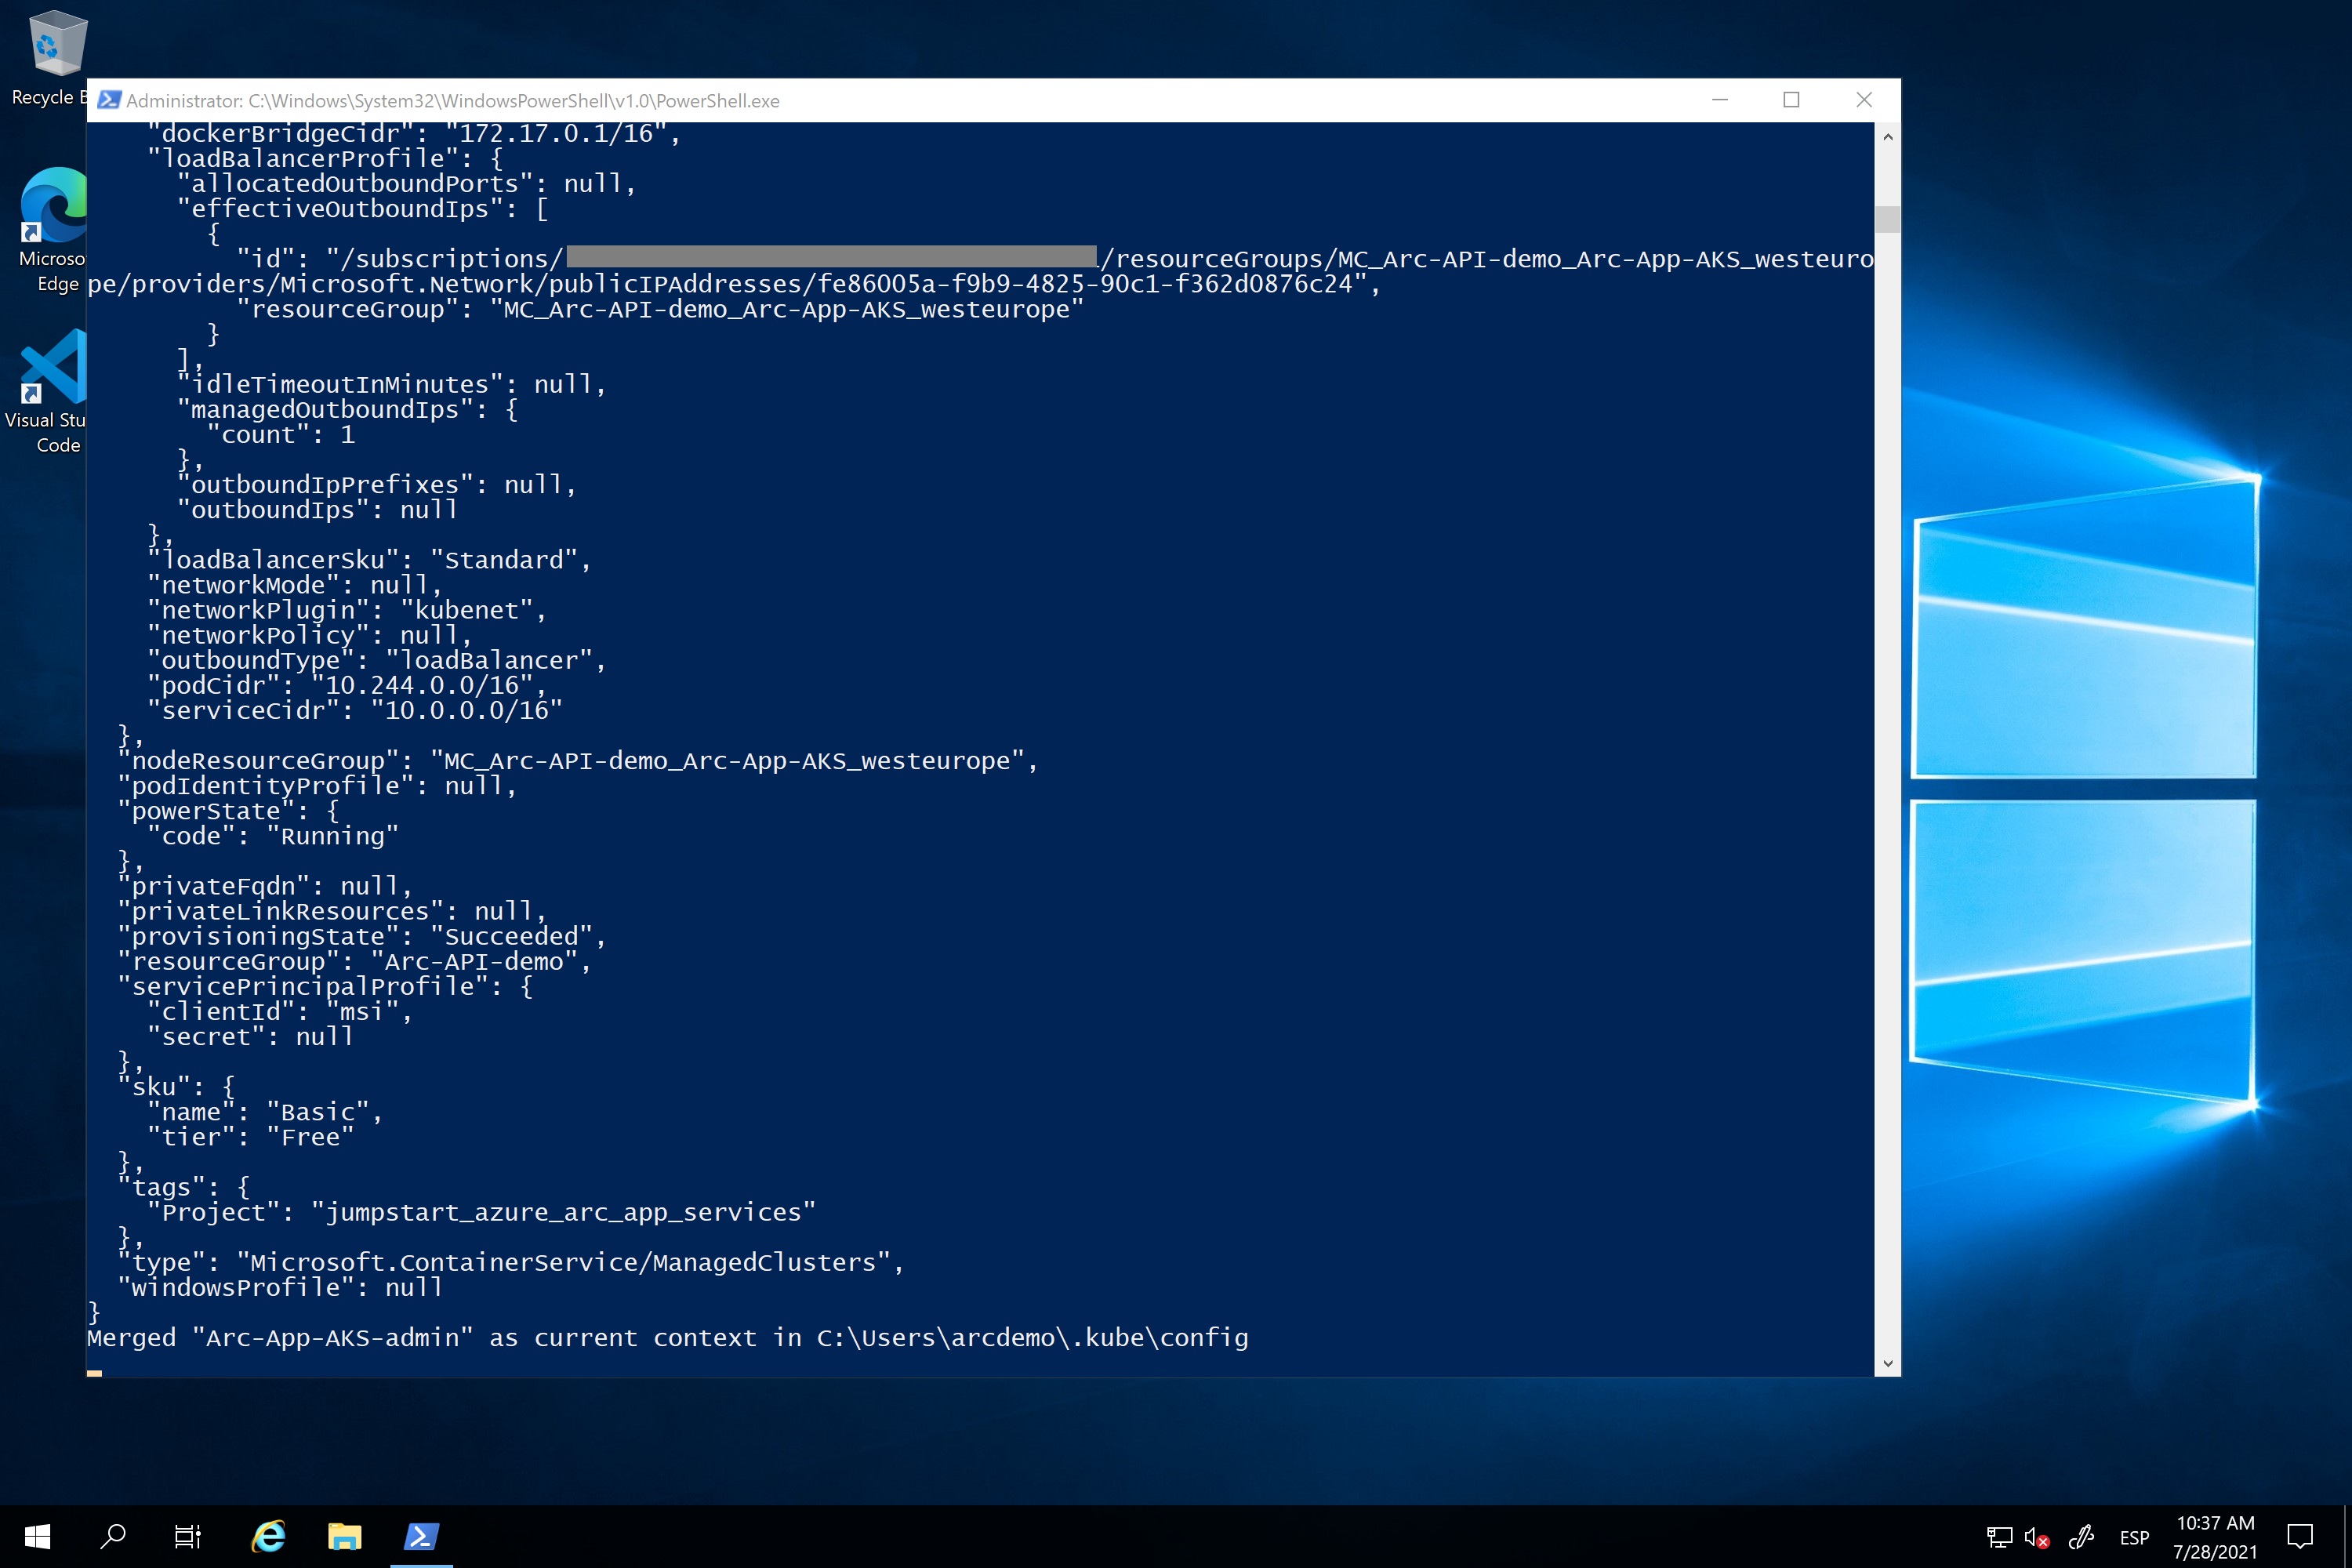 Recycle B
Microso
Edge
Visual Stu
Code
Administrator: C:\Windows\System32\WindowsPowerShell\v1.0\PowerShell.exe
"dockerBridgeCidr": "172.17.0.1/16",
"loadBalancerProfile": {
"allocatedOutboundPorts": null,
"effectiveOutboundIps": [
{
"id": "/subscriptions/ /resourceGroups/MC_Arc-API-demo_Arc-App-AKS_westeuro
pe/providers/Microsoft.Network/publicIPAddresses/fe86005a-f9b9-4825-90c1-f362d0876c24",
"resourceGroup": "MC_Arc-API-demo_Arc-App-AKS_westeurope"
}
],
"idleTimeoutInMinutes": null,
"managedOutboundIps": {
"count": 1
},
"outboundIpPrefixes": null,
"outboundIps": null
},
"loadBalancerSku": "Standard",
"networkMode": null,
"networkPlugin": "kubenet",
"networkPolicy": null,
"outboundType": "loadBalancer",
"podCidr": "10.244.0.0/16",
"serviceCidr": "10.0.0.0/16"
},
"nodeResourceGroup": "MC_Arc-API-demo_Arc-App-AKS_westeurope",
"podIdentityProfile": null,
"powerState": {
"code": "Running"
},
"privateFqdn": null,
"privateLinkResources": null,
"provisioningState": "Succeeded",
"resourceGroup": "Arc-API-demo",
"servicePrincipalProfile": {
"clientId": "msi",
"secret": null
},
"sku": {
"name": "Basic",
"tier": "Free"
},
"tags": {
"Project": "jumpstart_azure_arc_app_services"
},
"type": "Microsoft.ContainerService/ManagedClusters",
"windowsProfile": null
}
Merged "Arc-App-AKS-admin" as current context in C:\Users\arcdemo\.kube\config
ESP
10:37 AM
7/28/2021